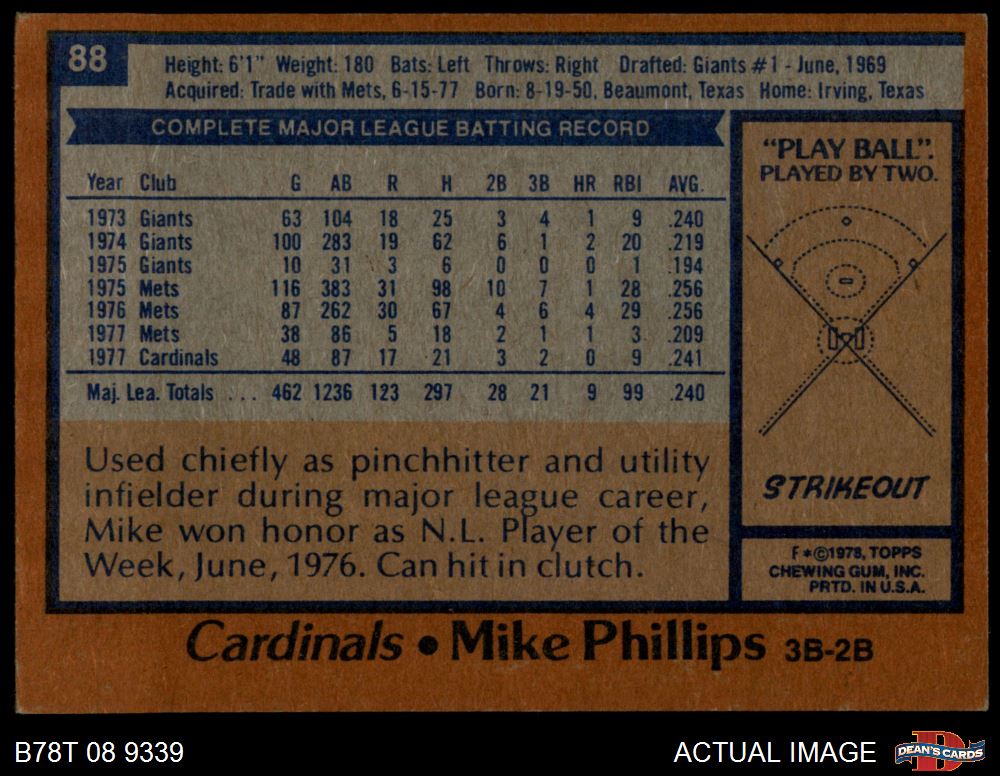 88
Height: 6'1" Weight: 180 Bats: Left Throws: Right Drafted: Giants #1 - June, 1969
Acquired: Trade with Mets, 6-15-77 Born: 8-19-50, Beaumont, Texas Home: Irving, Texas
COMPLETE MAJOR LEAGUE BATTING RECORD
Year Club G AB R H 2B 3B HR RBI AVG.
1973 Giants 63 104 18 25 3 4 1 9 .240
1974 Giants 100 283 19 62 6 1 2 20 .219
1975 Giants 10 31 3 6 0 0 0 1 .194
1975 Mets 116 383 31 98 10 7 1 28 .256
1976 Mets 87 262 30 67 4 6 4 29 .256
1977 Mets 38 86 5 18 2 1 1 3 .209
1977 Cardinals 48 87 17 21 3 2 0 9 .241
Maj. Lea. Totals ... 462 1236 123 297 28 21 9 99 .240
Used chiefly as pinchhitter and utility
infielder during major league career,
Mike won honor as N.L. Player of the
Week, June, 1976. Can hit in clutch.
"PLAY BALL".
PLAYED BY TWO.
STRIKEOUT
F*©1978, TOPPS
CHEWING GUM, INC.
PRTD. IN U.S.A.
Cardinals • Mike Phillips 3B-2B
B78T 08 9339
ACTUAL IMAGE
DEAN'S CARDS